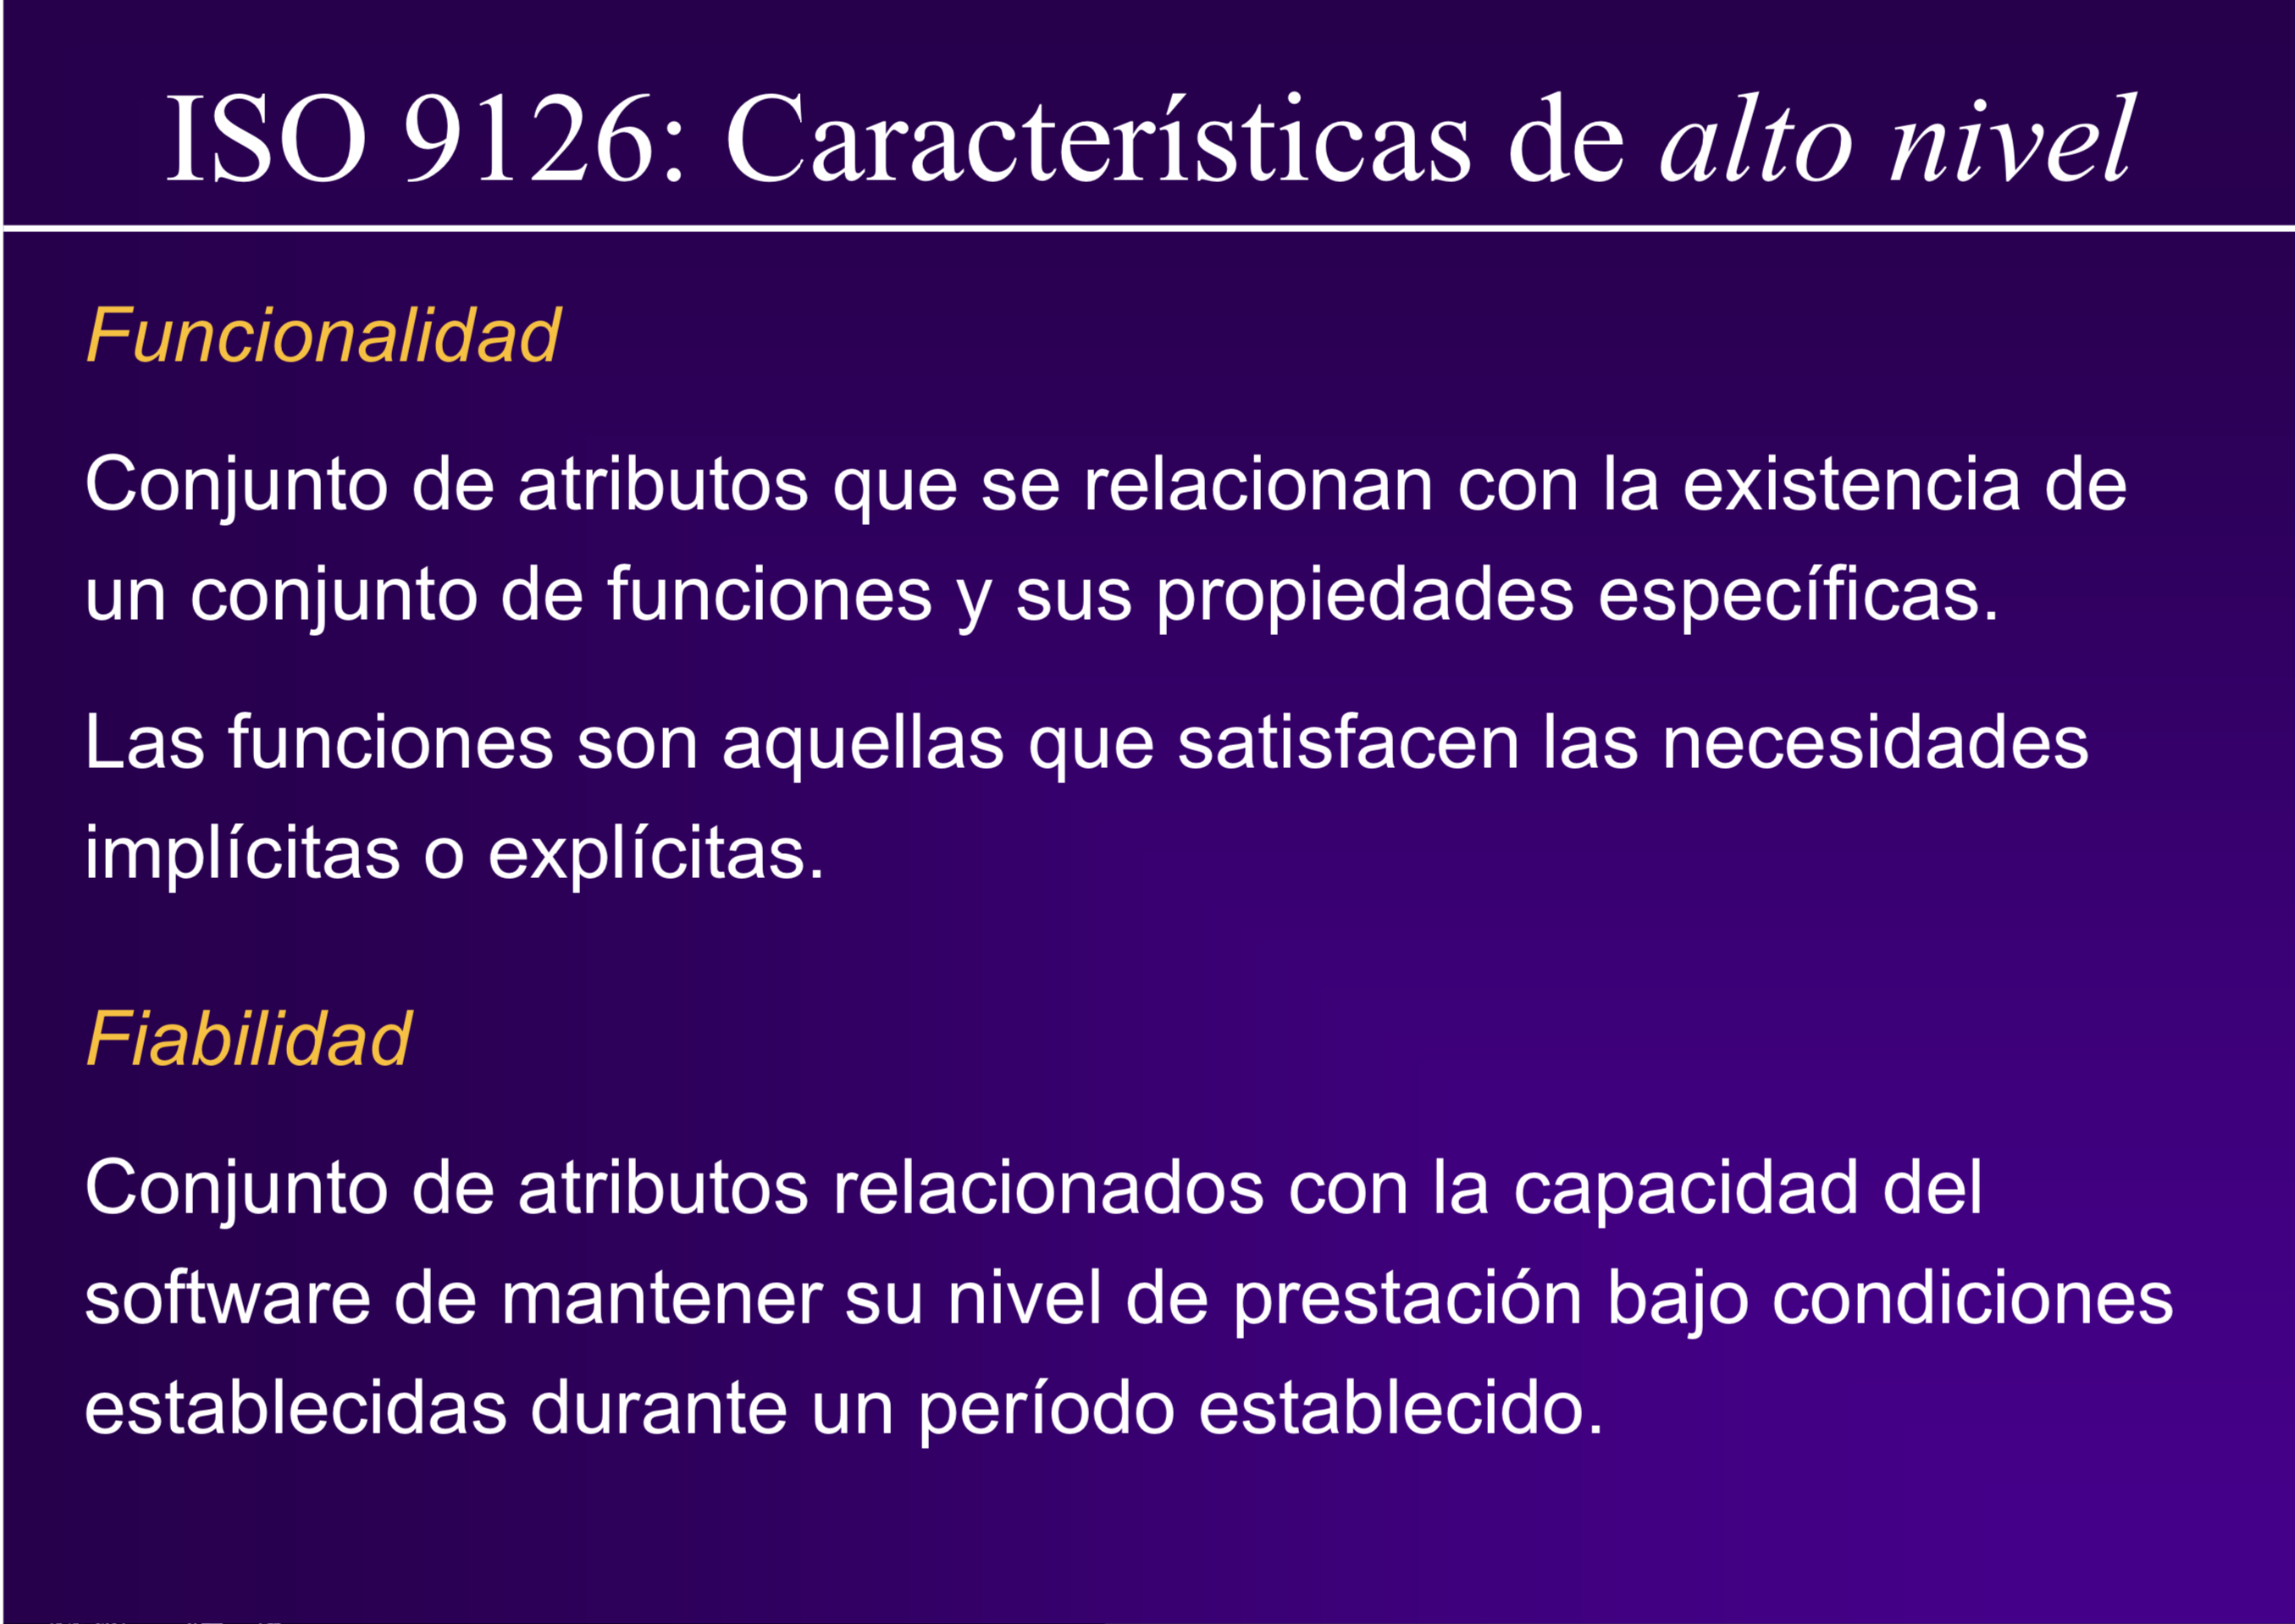 ISO 9126: Características de alto nivel
Funcionalidad
Conjunto de atributos que se relacionan con la existencia de
un conjunto de funciones y sus propiedades específicas.
Las funciones son aquellas que satisfacen las necesidades
implícitas o explícitas.
Fiabilidad
Conjunto de atributos relacionados con la capacidad del
software de mantener su nivel de prestación bajo condiciones
establecidas durante un período establecido.